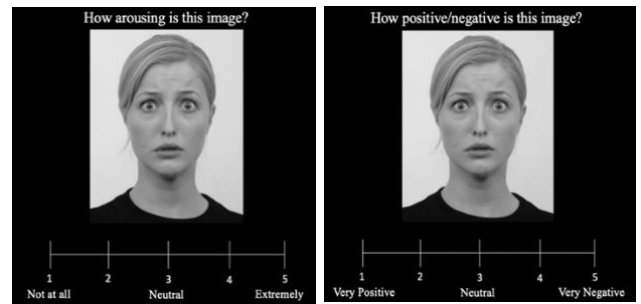 How arousing is this image?
1 2 3 4 5
Not at all Neutral Extremely
How positive/negative is this image?
1 2 3 4 5
Very Positive Neutral Very Negative